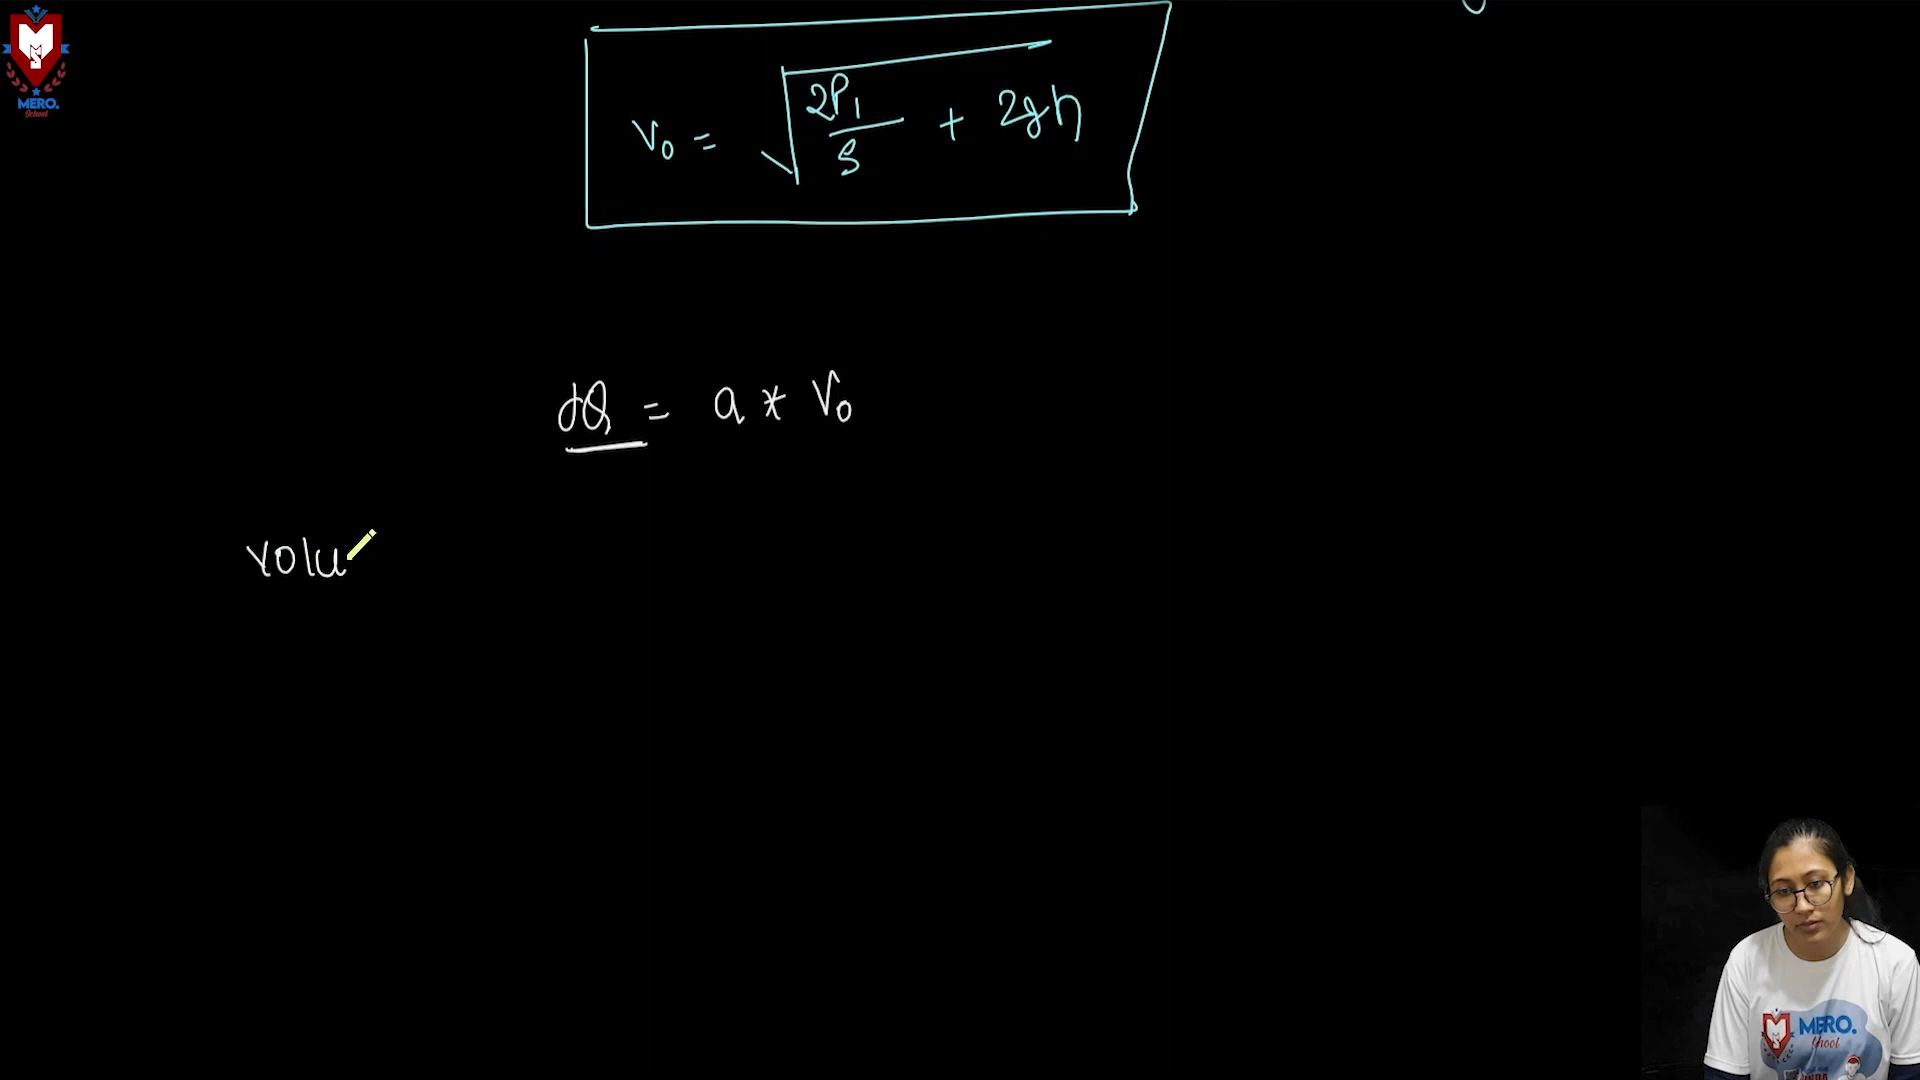 MERO.
School
V₀ = √(2P₁/ρ + 2gh)
dQ = a * V₀
volu
MERO.
School